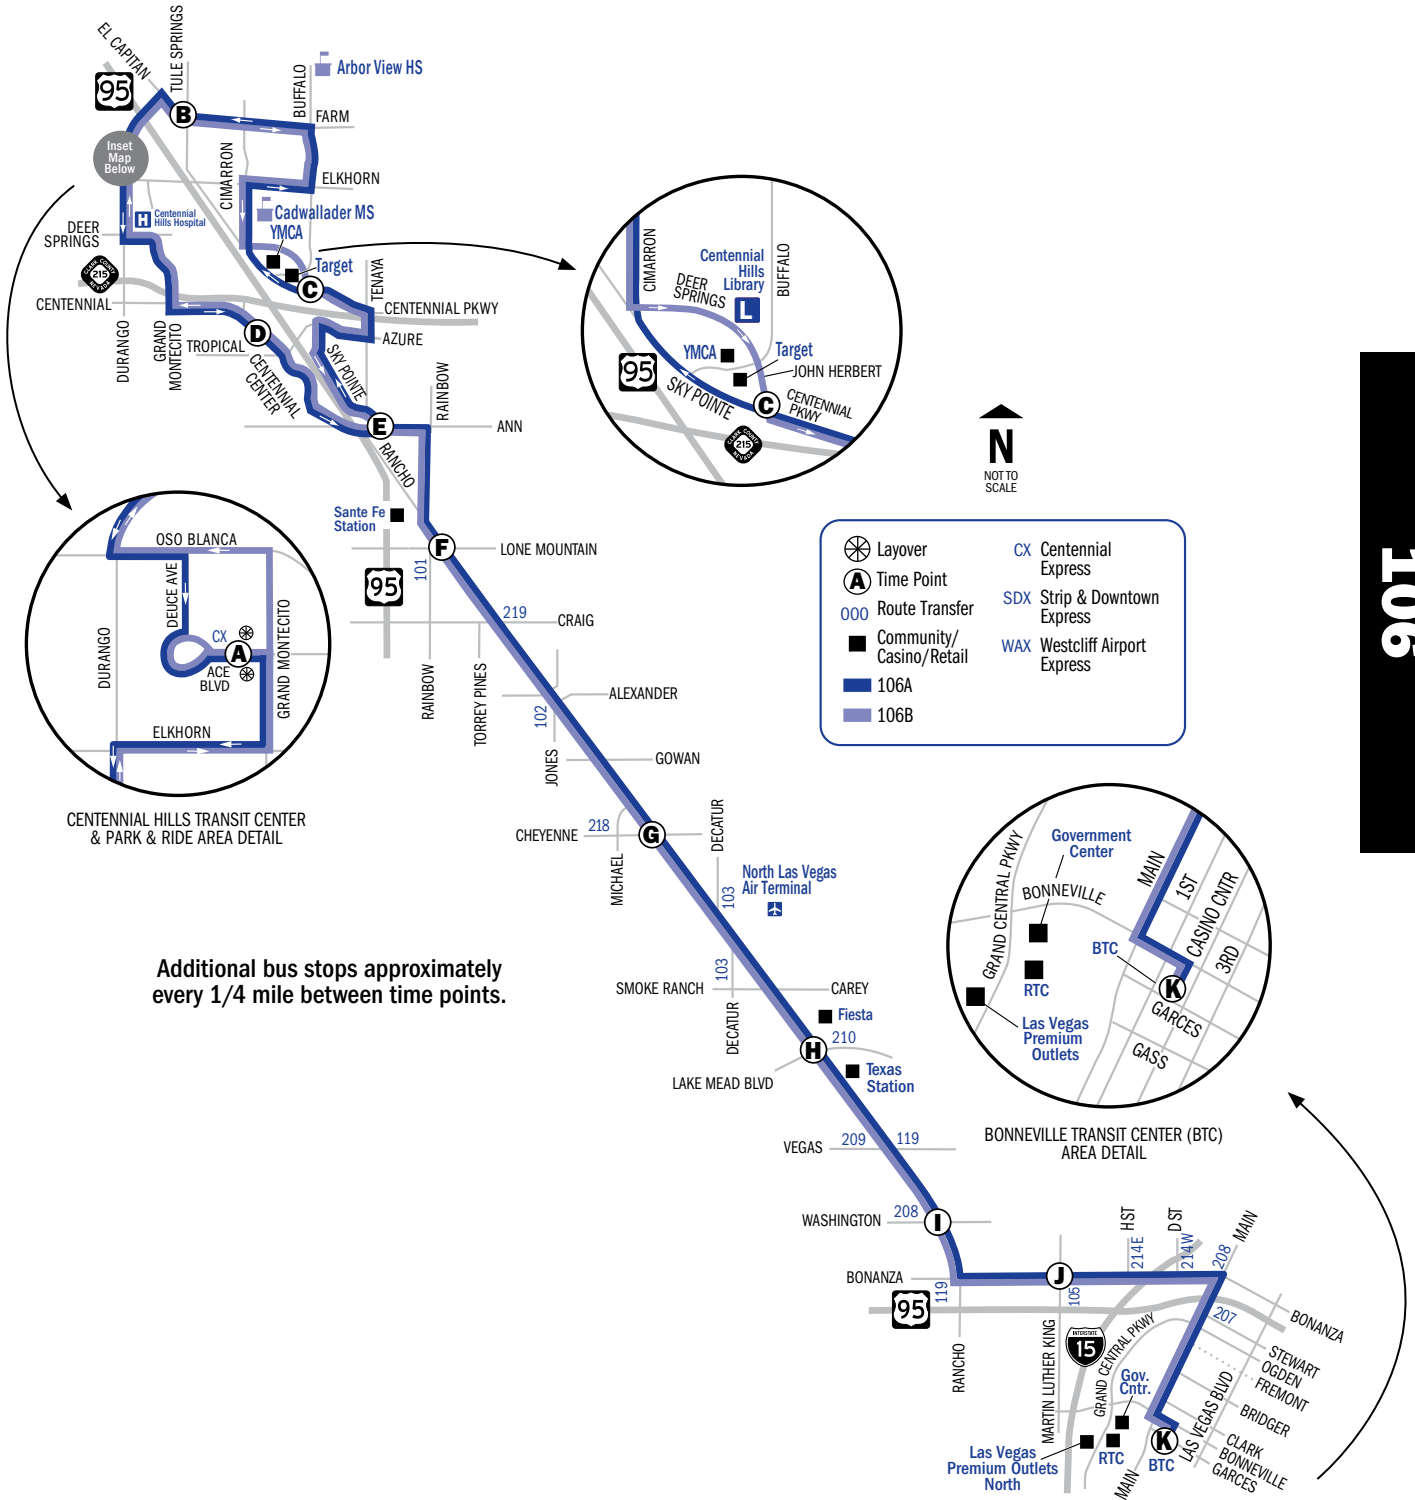 EL CAPITAN
TULE SPRINGS
BUFFALO
Arbor View HS
95
B
FARM
Inset
Map
Below
CIMARRON
ELKHORN
H
Centennial
Hills Hospital
Cadwallader MS
YMCA
DEER
SPRINGS
Target
CLARK COUNTY
215
NEVADA
C
TENAYA
CENTENNIAL
CENTENNIAL PKWY
D
AZURE
DURANGO
GRAND
MONTECITO
TROPICAL
CENTENNIAL
CENTER
SKY POINTE
RAINBOW
E
ANN
RANCHO
Sante Fe
Station
F
LONE MOUNTAIN
101
95
219
CRAIG
RAINBOW
TORREY PINES
ALEXANDER
102
JONES
GOWAN
CHEYENNE
218
G
DECATUR
MICHAEL
103
North Las Vegas
Air Terminal
103
SMOKE RANCH
CAREY
DECATUR
Fiesta
H
210
LAKE MEAD BLVD
Texas
Station
VEGAS
209
119
WASHINGTON
208
I
BONANZA
119
J
105
H ST
214E
D ST
214W
208
MAIN
95
RANCHO
MARTIN LUTHER KING
INTERSTATE
15
GRAND CENTRAL PKWY
207
BONANZA
STEWART
OGDEN
FREMONT
BRIDGER
CLARK
BONNEVILLE
GARCES
LAS VEGAS BLVD
Gov.
Cntr.
Las Vegas
Premium Outlets
North
RTC
BTC
K
MAIN
CIMARRON
DEER
SPRINGS
Centennial
Hills
Library
L
BUFFALO
YMCA
Target
JOHN HERBERT
95
SKY POINTE
C
CENTENNIAL
PKWY
CLARK COUNTY
215
NEVADA
N
NOT TO
SCALE
106
Layover
A Time Point
000 Route Transfer
Community/
Casino/Retail
106A
106B
CX Centennial
Express
SDX Strip & Downtown
Express
WAX Westcliff Airport
Express
OSO BLANCA
DEUCE AVE
DURANGO
CX
A
ACE
BLVD
GRAND MONTECITO
ELKHORN
CENTENNIAL HILLS TRANSIT CENTER
& PARK & RIDE AREA DETAIL
Additional bus stops approximately
every 1/4 mile between time points.
GRAND CENTRAL PKWY
Government
Center
BONNEVILLE
MAIN
1ST
CASINO CNTR
3RD
BTC
K
RTC
GARCES
Las Vegas
Premium
Outlets
GASS
BONNEVILLE TRANSIT CENTER (BTC)
AREA DETAIL